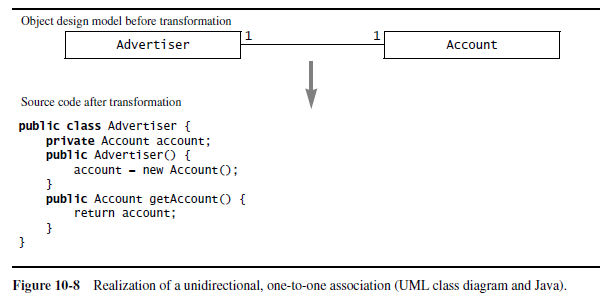 Object design model before transformation
Advertiser 1 1 Account
Source code after transformation
public class Advertiser {
    private Account account;
    public Advertiser() {
        account = new Account();
    }
    public Account getAccount() {
        return account;
    }
}
Figure 10-8 Realization of a unidirectional, one-to-one association (UML class diagram and Java).